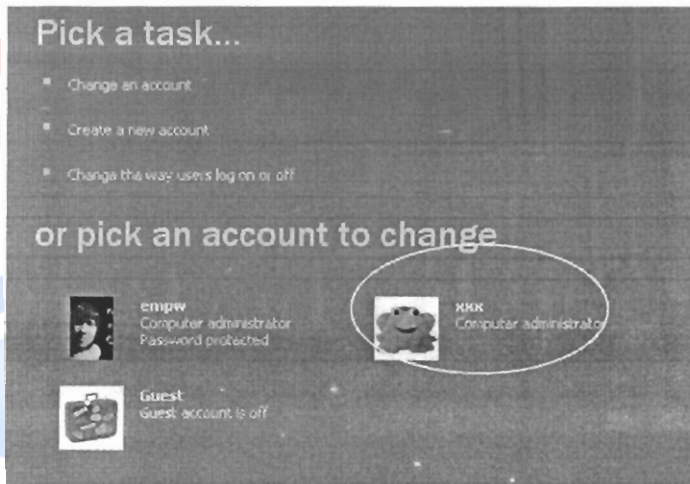 Pick a task...
Change an account
Create a new account
Change the way users log on or off
or pick an account to change
empw
Computer administrator
Password protected
xxx
Computer administrator
Guest
Guest account is off